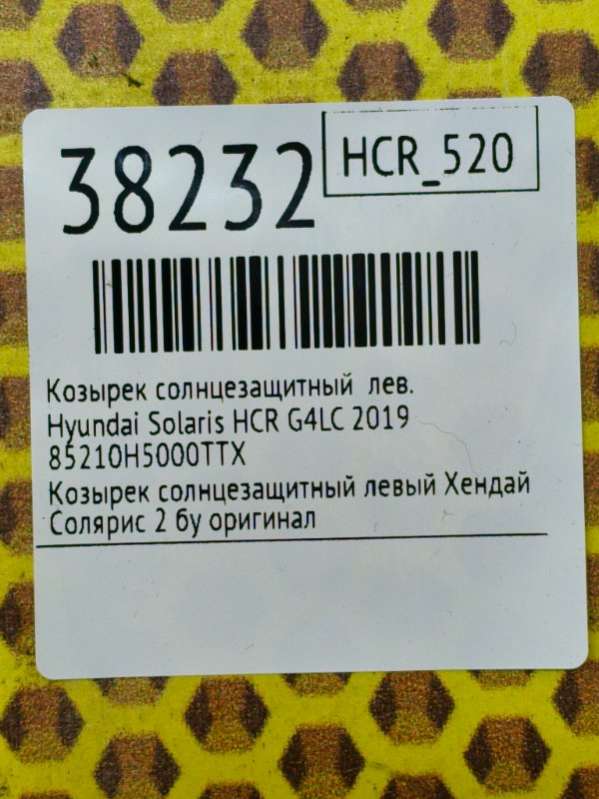 38232
HCR_520
Козырек солнцезащитный лев.
Hyundai Solaris HCR G4LC 2019
85210H5000TTX
Козырек солнцезащитный левый Хендай
Солярис 2 бу оригинал